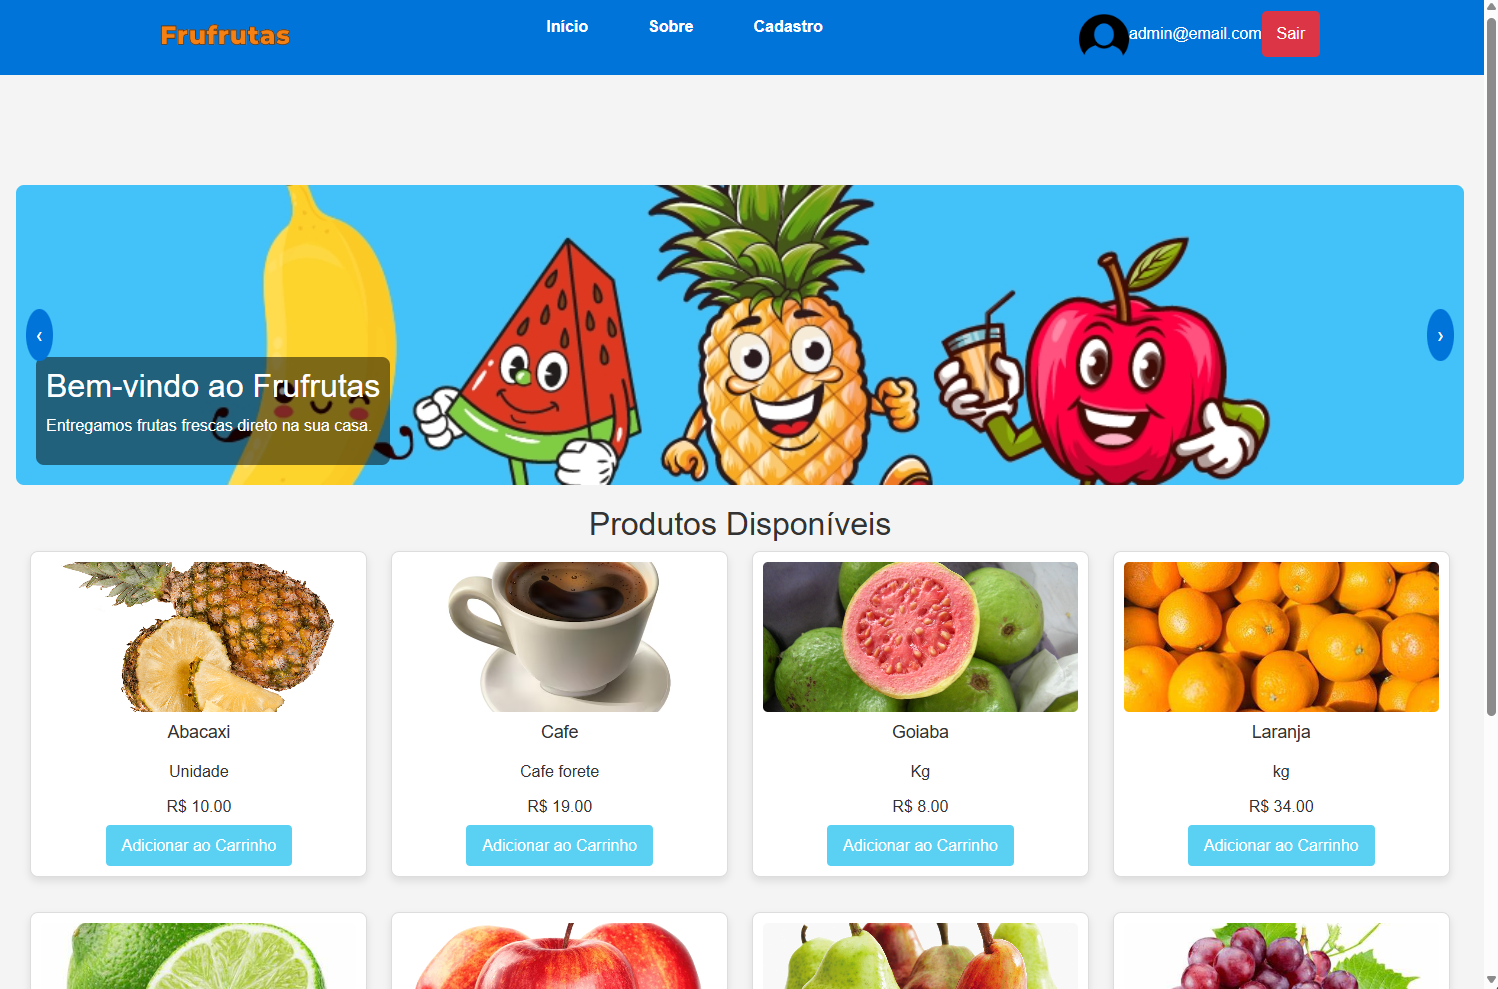 Frufrutas
Início
Sobre
Cadastro
admin@email.com
Sair
‹
›
Bem-vindo ao Frufrutas
Entregamos frutas frescas direto na sua casa.
Produtos Disponíveis
Abacaxi
Unidade
R$ 10.00
Adicionar ao Carrinho
Cafe
Cafe forete
R$ 19.00
Adicionar ao Carrinho
Goiaba
Kg
R$ 8.00
Adicionar ao Carrinho
Laranja
kg
R$ 34.00
Adicionar ao Carrinho